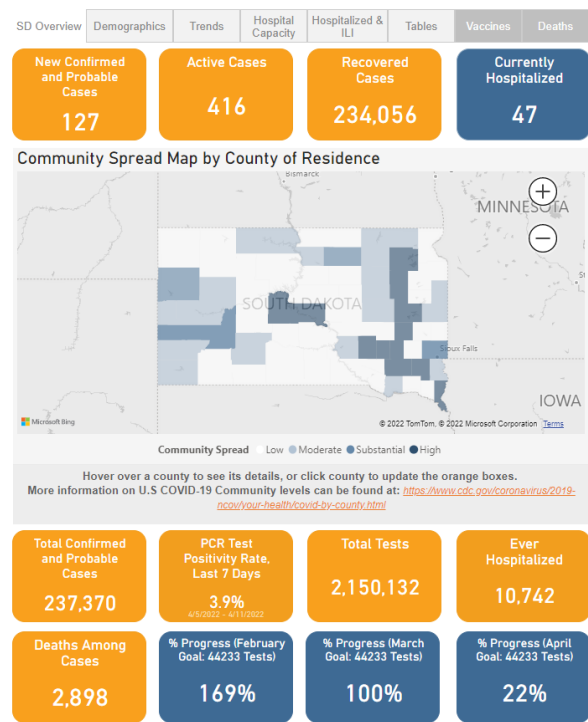 SD Overview
Demographics
Trends
Hospital
Capacity
Hospitalized &
ILI
Tables
Vaccines
Deaths
New Confirmed
and Probable
Cases
127
Active Cases
416
Recovered
Cases
234,056
Currently
Hospitalized
47
Community Spread Map by County of Residence
Bismarck
MINNESOTA
SOUTH DAKOTA
Sioux Falls
IOWA
Microsoft Bing
© 2022 TomTom, © 2022 Microsoft Corporation Terms
Community Spread Low Moderate Substantial High
Hover over a county to see its details, or click county to update the orange boxes.
More information on U.S COVID-19 Community levels can be found at: https://www.cdc.gov/coronavirus/2019-
ncov/your-health/covid-by-county.html
Total Confirmed
and Probable
Cases
237,370
PCR Test
Positivity Rate,
Last 7 Days
3.9%
4/5/2022 - 4/11/2022
Total Tests
2,150,132
Ever
Hospitalized
10,742
Deaths Among
Cases
2,898
% Progress (February
Goal: 44233 Tests)
169%
% Progress (March
Goal: 44233 Tests)
100%
% Progress (April
Goal: 44233 Tests)
22%